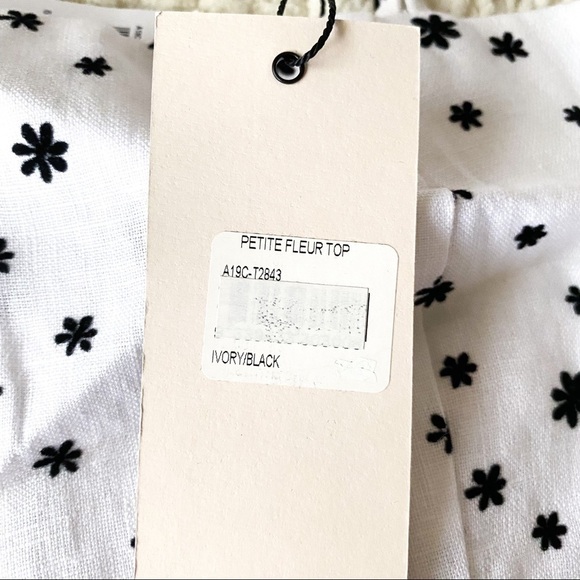 PETITE FLEUR TOP
A19C-T2843
IVORY/BLACK